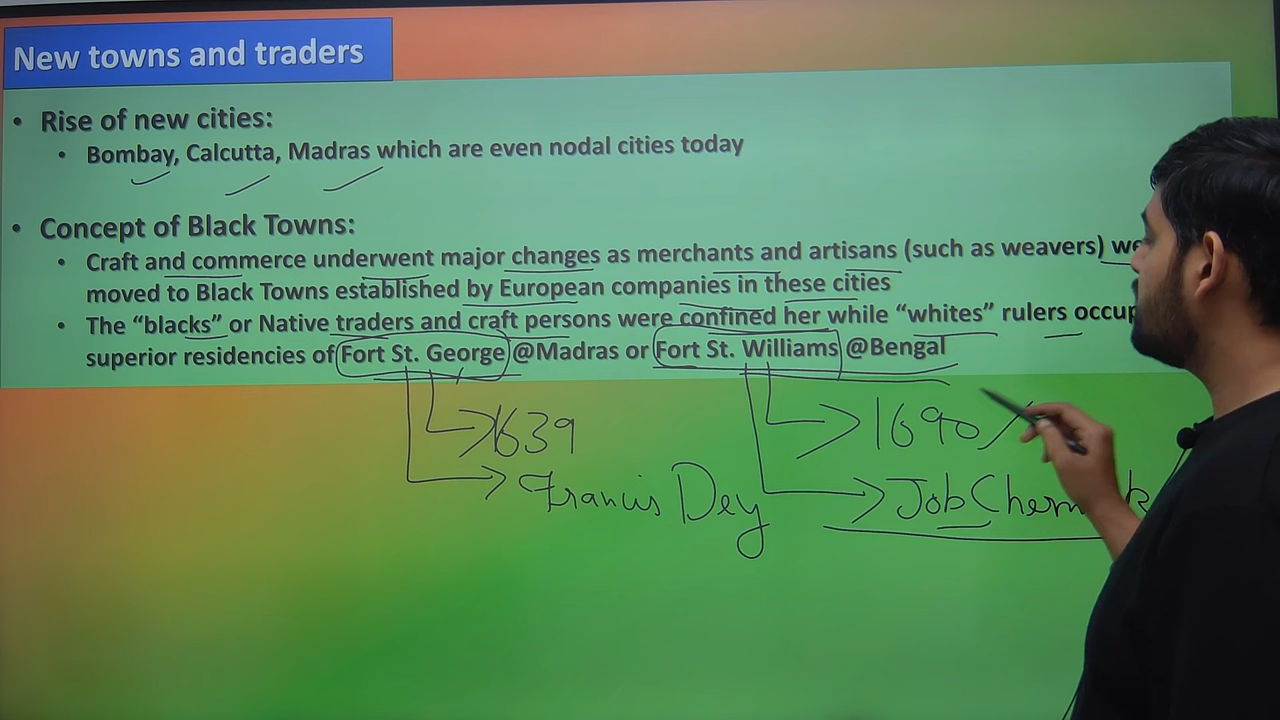 New towns and traders
• Rise of new cities:
• Bombay, Calcutta, Madras which are even nodal cities today
• Concept of Black Towns:
• Craft and commerce underwent major changes as merchants and artisans (such as weavers)
moved to Black Towns established by European companies in these cities
• The “blacks” or Native traders and craft persons were confined her while “whites” rulers
superior residencies of Fort St. George @Madras or Fort St. Williams @Bengal
1639
1690
Francis Dey
Job